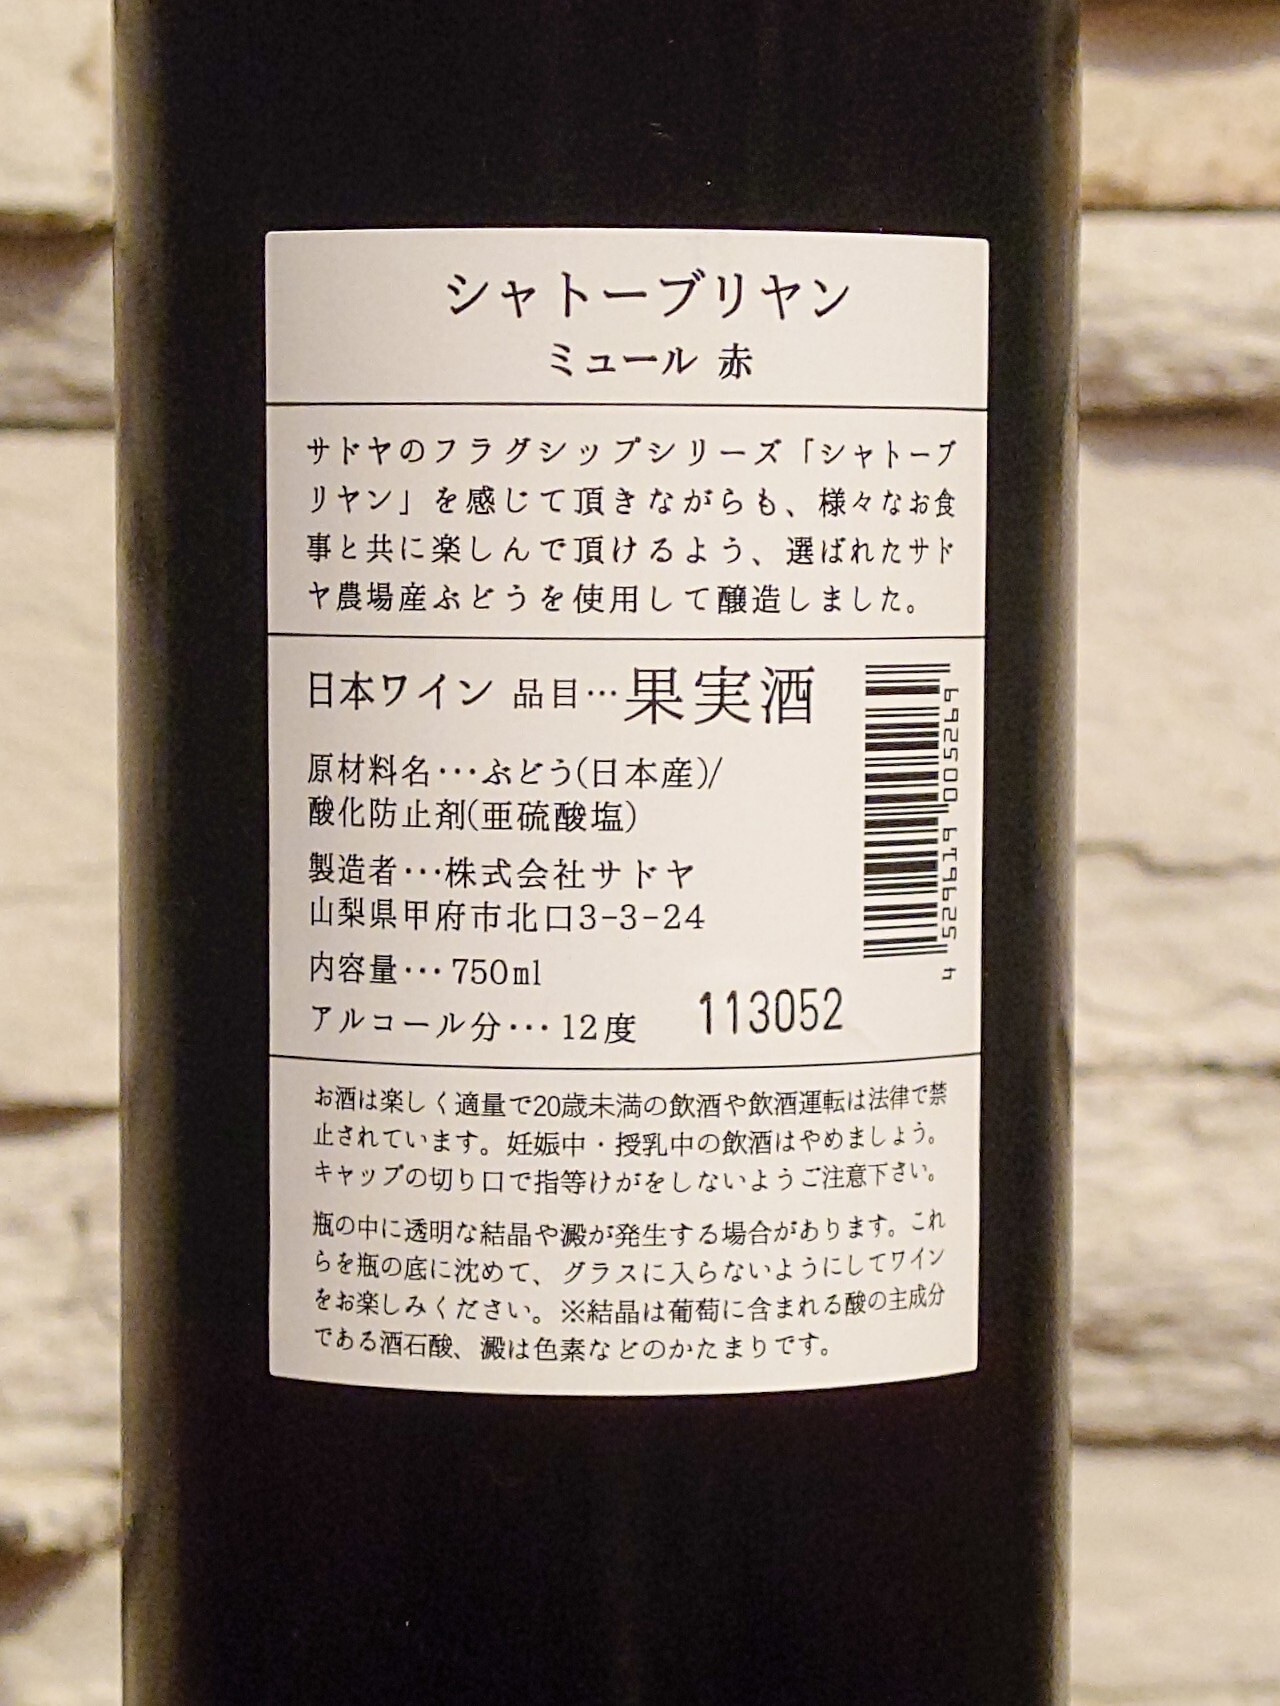 シャトーブリヤン
ミュール 赤
サドヤのフラグシップシリーズ「シャトーブ
リヤン」を感じて頂きながらも、様々なお食
事と共に楽しんで頂けるよう、選ばれたサド
ヤ農場産ぶどうを使用して醸造しました。
日本ワイン 品目…果実酒
原材料名…ぶどう(日本産)/
酸化防止剤(亜硫酸塩)
製造者…株式会社サドヤ
山梨県甲府市北口3-3-24
内容量…750ml
アルコール分…12度
113052
お酒は楽しく適量で20歳未満の飲酒や飲酒運転は法律で禁
止されています。妊娠中・授乳中の飲酒はやめましょう。
キャップの切り口で指等けがをしないようご注意下さい。
瓶の中に透明な結晶や澱が発生する場合があります。これ
らを瓶の底に沈めて、グラスに入らないようにしてワイン
をお楽しみください。※結晶は葡萄に含まれる酸の主成分
である酒石酸、澱は色素などのかたまりです。